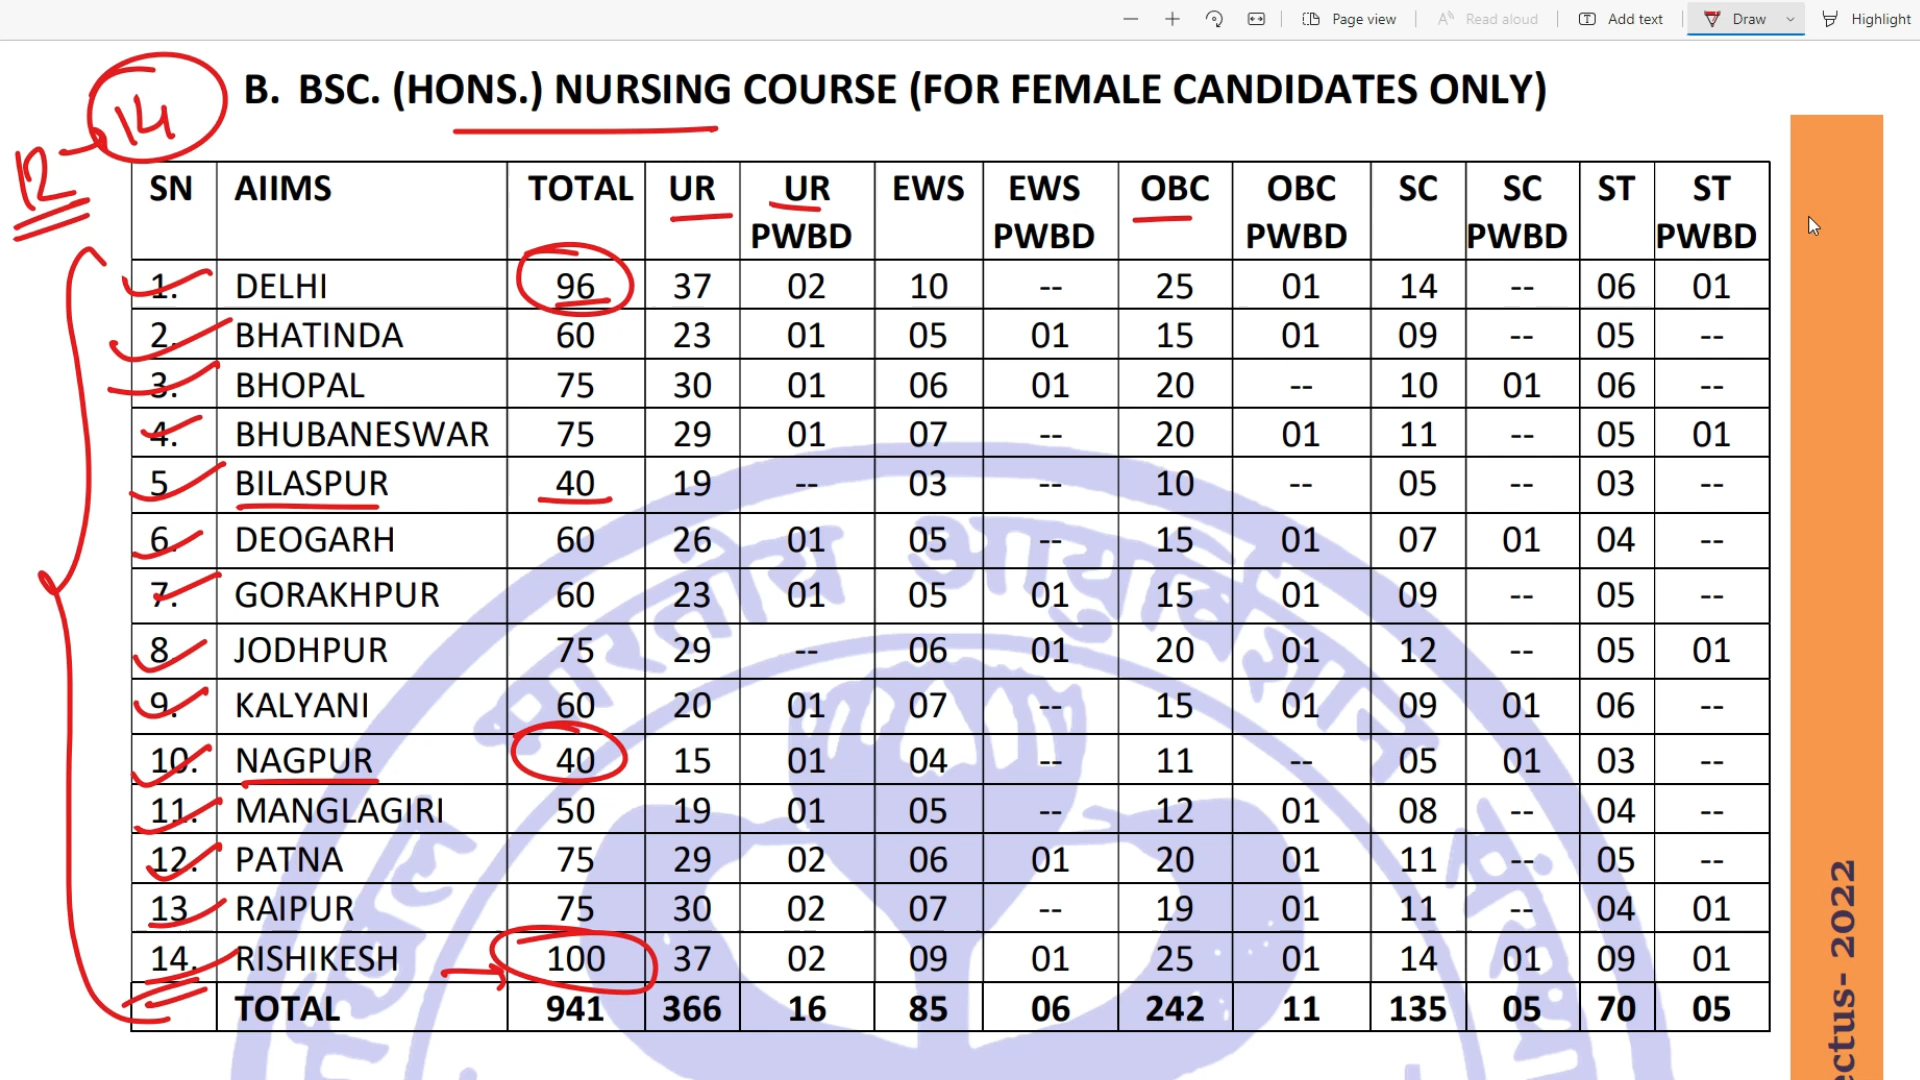 Page view
Read aloud
Add text
Draw
Highlight
14
12
B. BSC. (HONS.) NURSING COURSE (FOR FEMALE CANDIDATES ONLY)
SN AIIMS TOTAL UR UR PWBD EWS EWS PWBD OBC OBC PWBD SC SC PWBD ST ST PWBD
1. DELHI 96 37 02 10 -- 25 01 14 -- 06 01
2. BHATINDA 60 23 01 05 01 15 01 09 -- 05 --
3. BHOPAL 75 30 01 06 01 20 -- 10 01 06 --
4. BHUBANESWAR 75 29 01 07 -- 20 01 11 -- 05 01
5 BILASPUR 40 19 -- 03 -- 10 -- 05 -- 03 --
6. DEOGARH 60 26 01 05 -- 15 01 07 01 04 --
7. GORAKHPUR 60 23 01 05 01 15 01 09 -- 05 --
8 JODHPUR 75 29 -- 06 01 20 01 12 -- 05 01
9. KALYANI 60 20 01 07 -- 15 01 09 01 06 --
10. NAGPUR 40 15 01 04 -- 11 -- 05 01 03 --
11. MANGLAGIRI 50 19 01 05 -- 12 01 08 -- 04 --
12. PATNA 75 29 02 06 01 20 01 11 -- 05 --
13 RAIPUR 75 30 02 07 -- 19 01 11 -- 04 01
14. RISHIKESH 100 37 02 09 01 25 01 14 01 09 01
TOTAL 941 366 16 85 06 242 11 135 05 70 05
भारतीय आयुर्विज्ञान
ectus- 2022